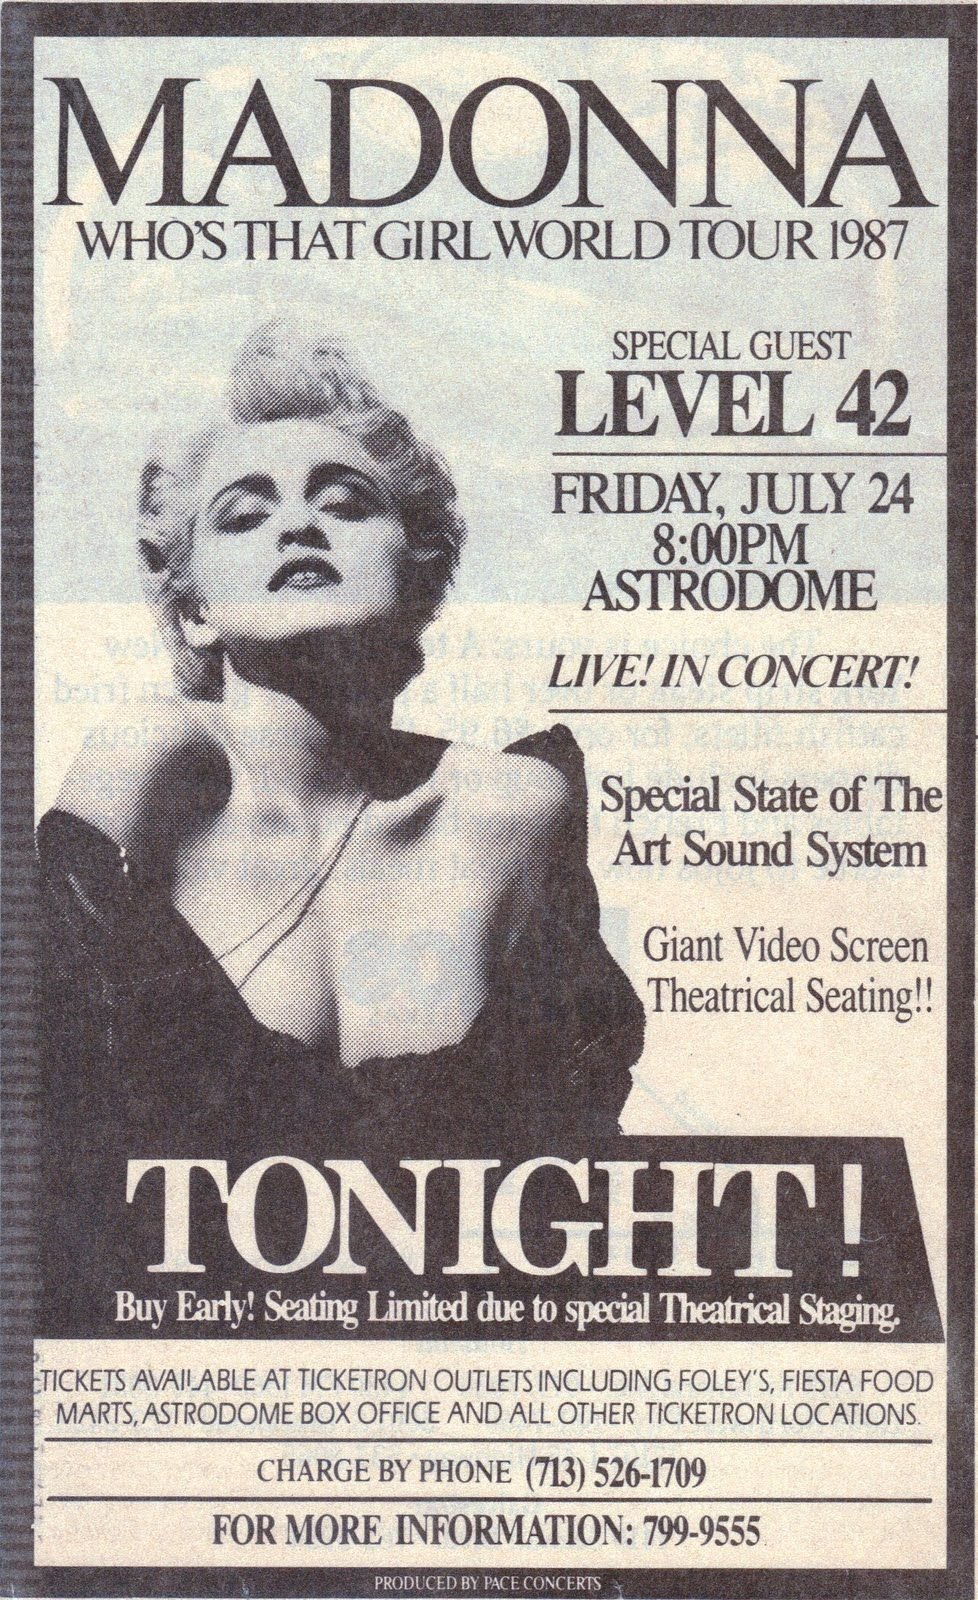 MADONNA
WHO'S THAT GIRL WORLD TOUR 1987
SPECIAL GUEST
LEVEL 42
FRIDAY, JULY 24
8:00PM
ASTRODOME
LIVE! IN CONCERT!
Special State of The
Art Sound System
Giant Video Screen
Theatrical Seating!!
TONIGHT!
Buy Early! Seating Limited due to special Theatrical Staging.
TICKETS AVAILABLE AT TICKETRON OUTLETS INCLUDING FOLEY'S, FIESTA FOOD
MARTS, ASTRODOME BOX OFFICE AND ALL OTHER TICKETRON LOCATIONS.
CHARGE BY PHONE (713) 526-1709
FOR MORE INFORMATION: 799-9555
PRODUCED BY PACE CONCERTS